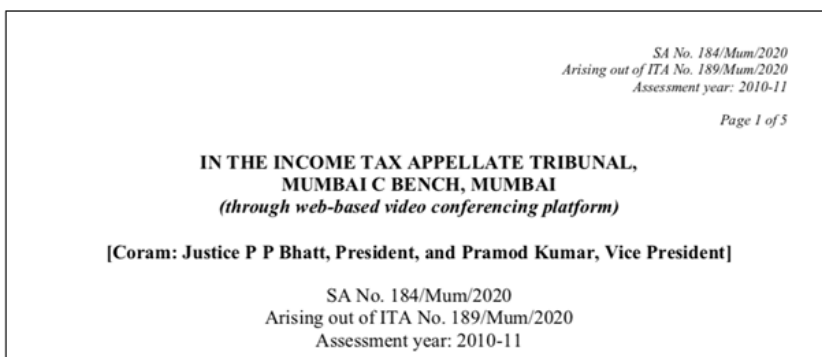 SA No. 184/Mum/2020
Arising out of ITA No. 189/Mum/2020
Assessment year: 2010-11
Page 1 of 5
IN THE INCOME TAX APPELLATE TRIBUNAL,
MUMBAI C BENCH, MUMBAI
(through web-based video conferencing platform)
[Coram: Justice P P Bhatt, President, and Pramod Kumar, Vice President]
SA No. 184/Mum/2020
Arising out of ITA No. 189/Mum/2020
Assessment year: 2010-11